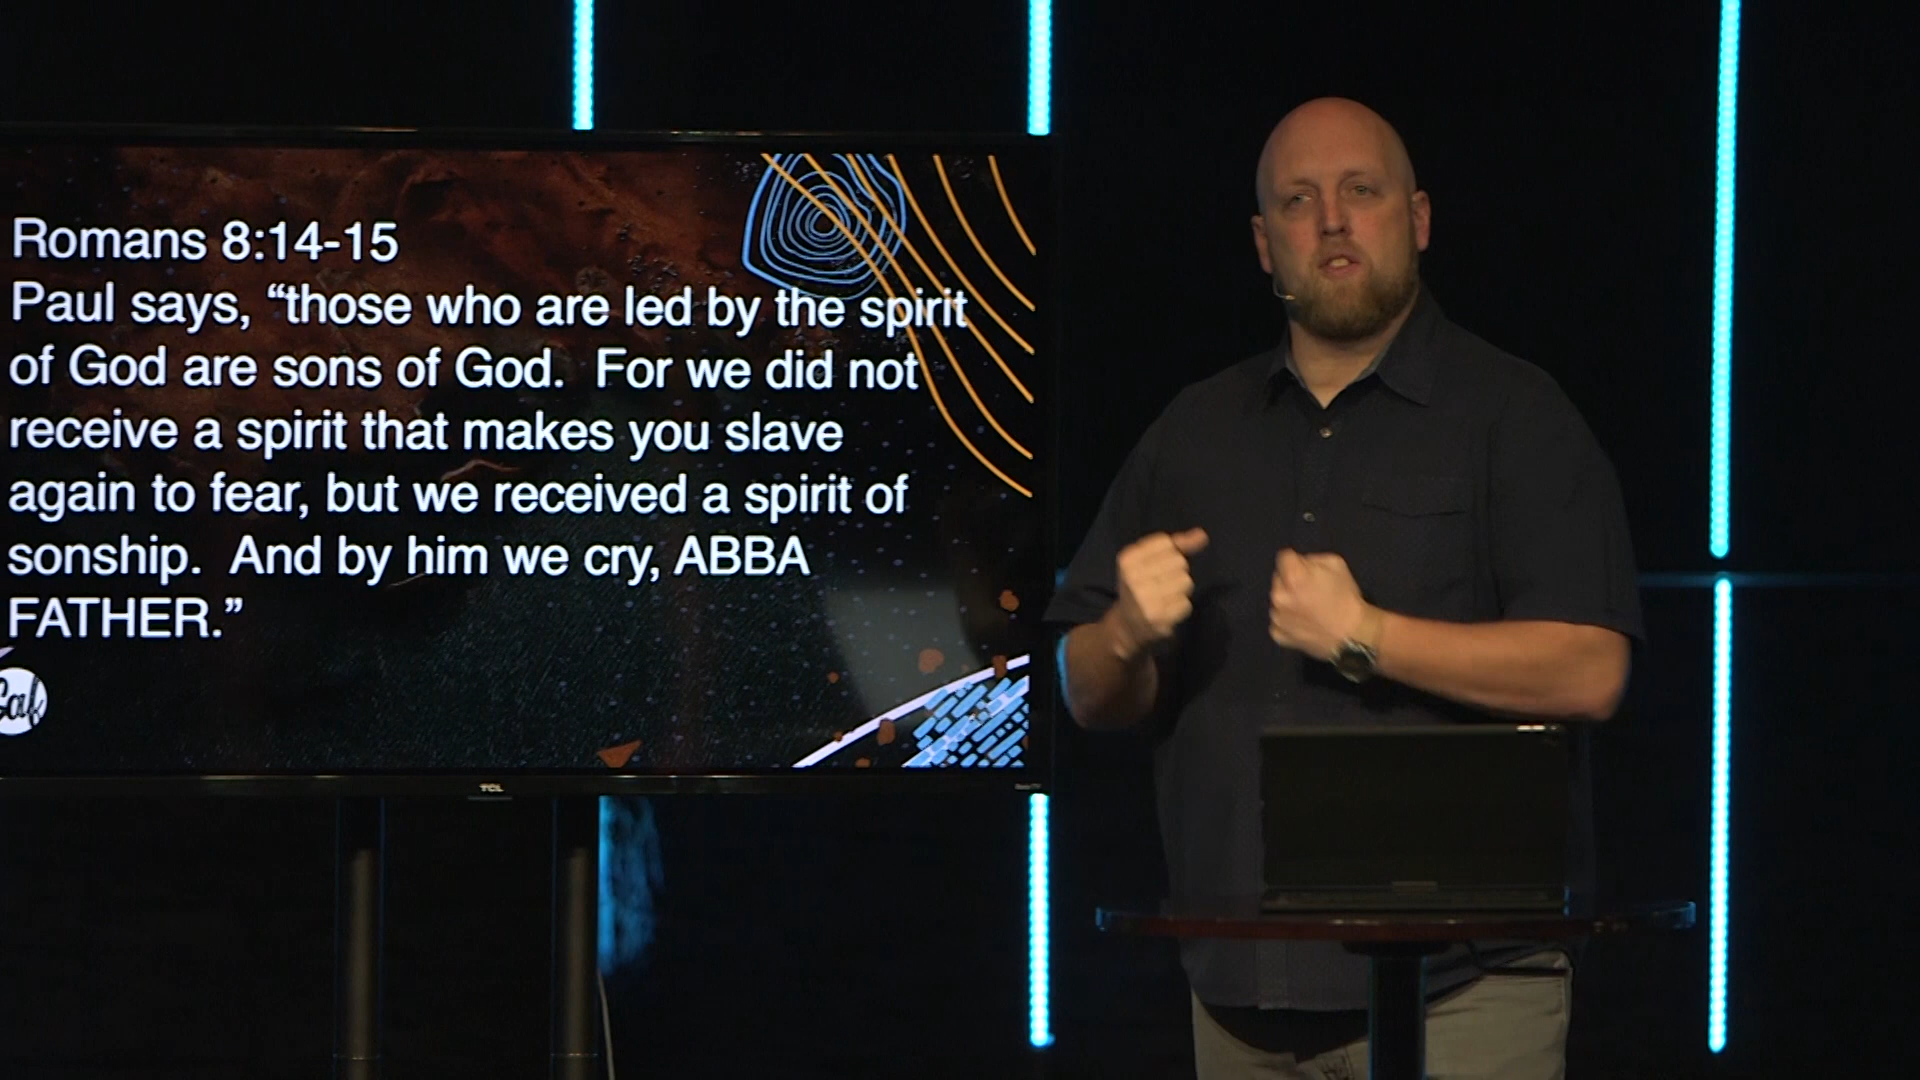 Romans 8:14-15
Paul says, “those who are led by the spirit
of God are sons of God.  For we did not
receive a spirit that makes you slave
again to fear, but we received a spirit of
sonship.  And by him we cry, ABBA
FATHER.”
TCL